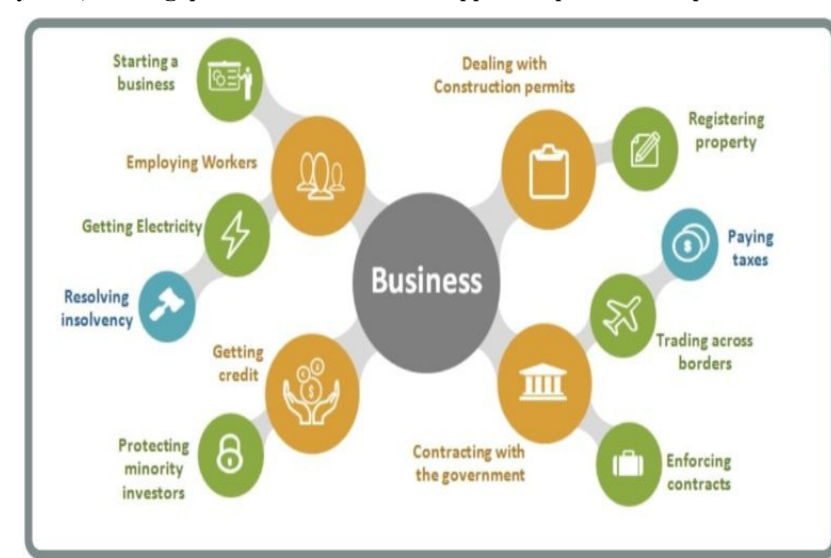 Starting a
business
Employing Workers
Getting Electricity
Resolving
insolvency
Getting
credit
Protecting
minority
investors
Business
Dealing with
Construction permits
Registering
property
Paying
taxes
Trading across
borders
Contracting with
the government
Enforcing
contracts